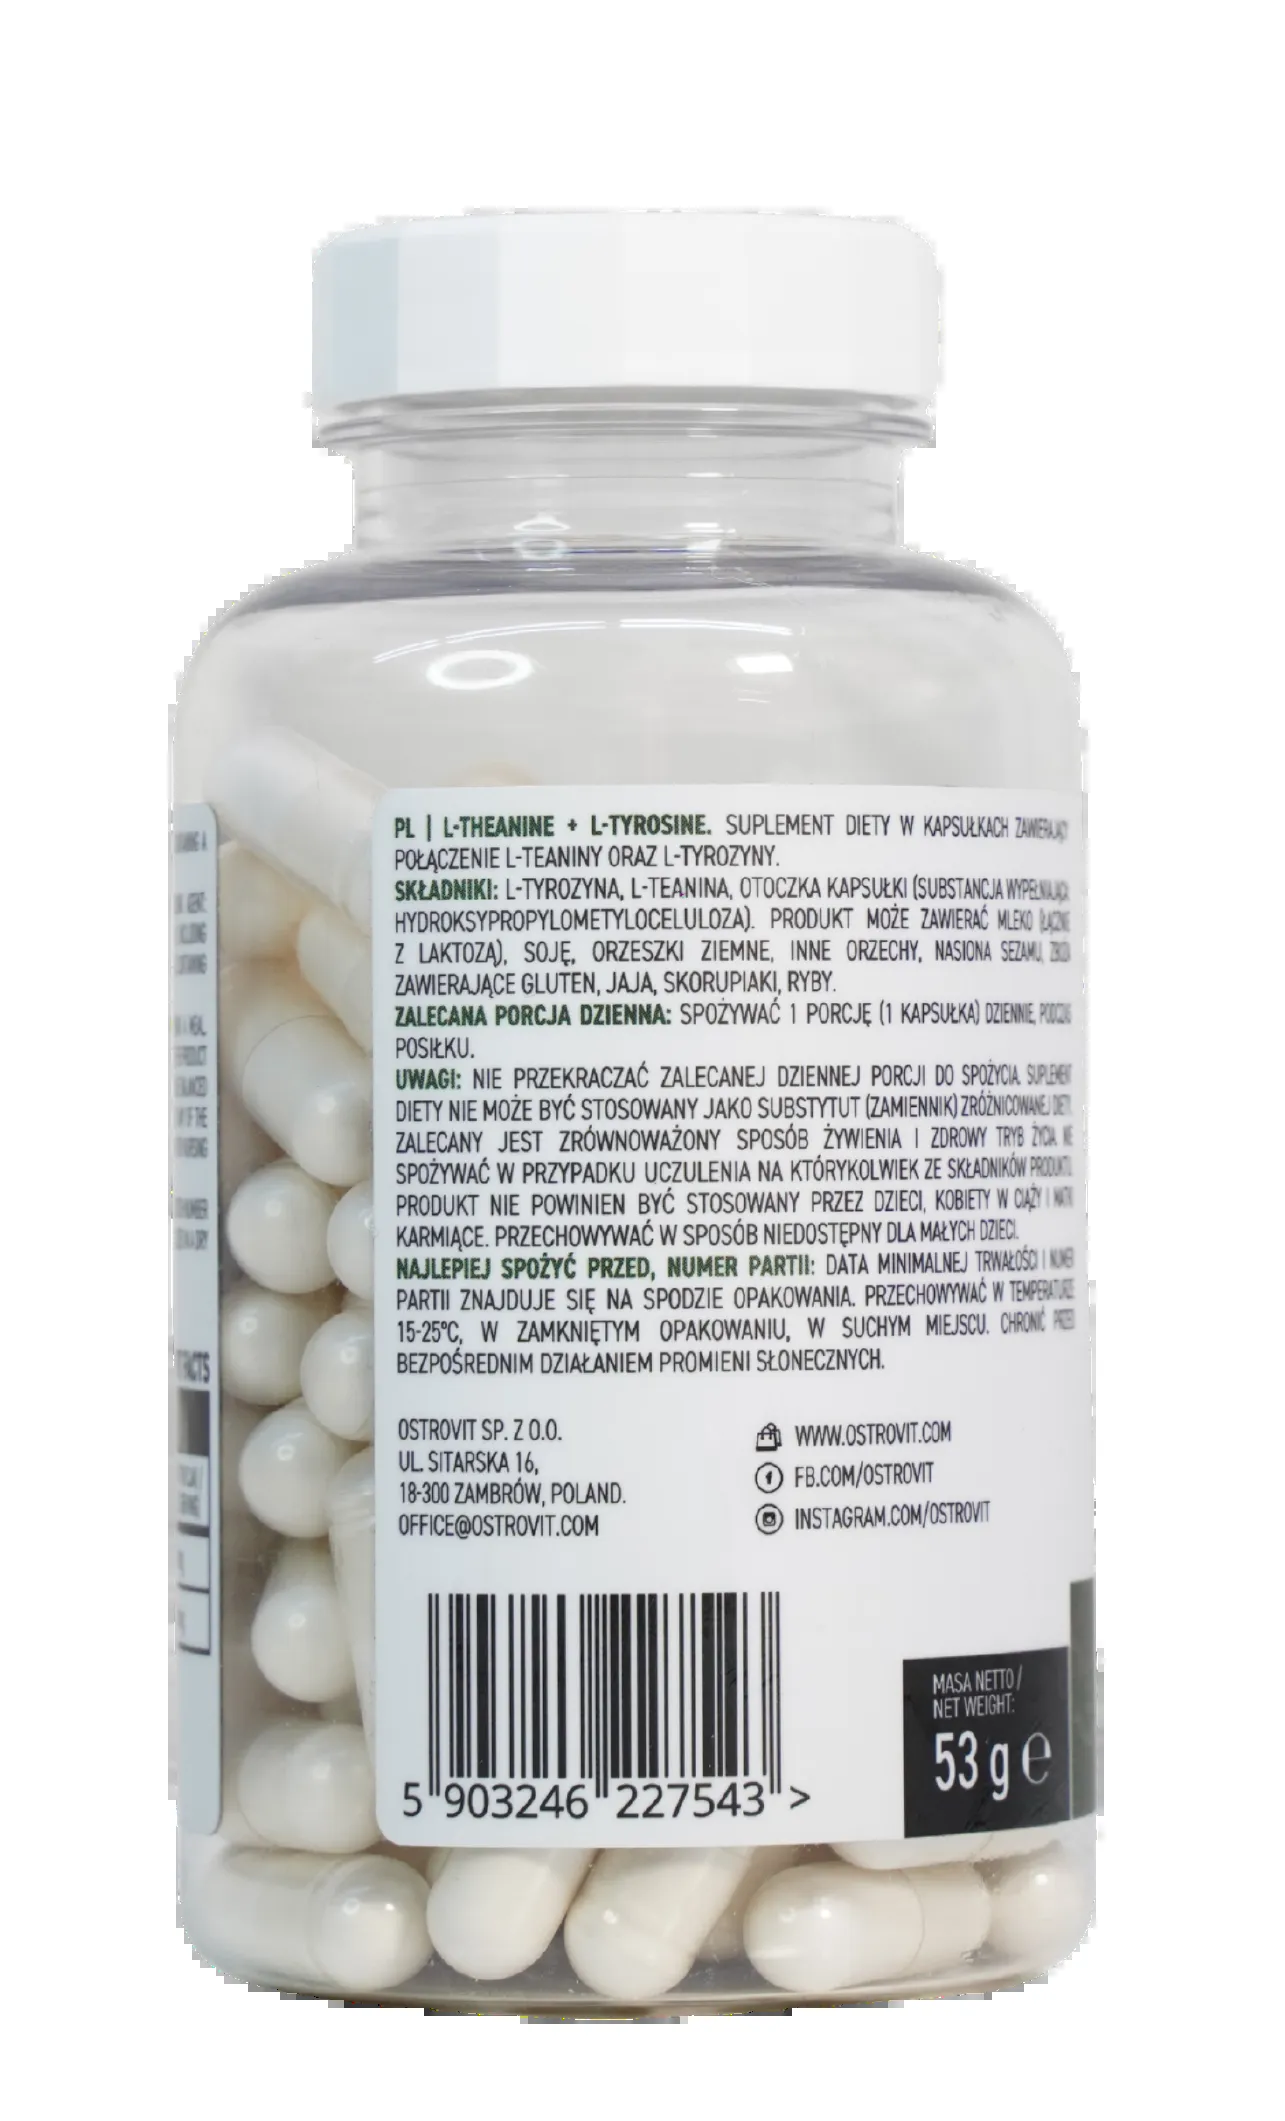 PL | L-THEANINE + L-TYROSINE. SUPLEMENT DIETY W KAPSUŁKACH ZAWIERAJĄCY
POŁĄCZENIE L-TEANINY ORAZ L-TYROZYNY.
SKŁADNIKI: L-TYROZYNA, L-TEANINA, OTOCZKA KAPSUŁKI (SUBSTANCJA WYPEŁNIAJĄCA:
HYDROKSYPROPYLOMETYLOCELULOZA). PRODUKT MOŻE ZAWIERAĆ MLEKO (ŁĄCZNIE
Z LAKTOZĄ), SOJĘ, ORZESZKI ZIEMNE, INNE ORZECHY, NASIONA SEZAMU, ZBOŻA
ZAWIERAJĄCE GLUTEN, JAJA, SKORUPIAKI, RYBY.
ZALECANA PORCJA DZIENNA: SPOŻYWAĆ 1 PORCJĘ (1 KAPSUŁKA) DZIENNIE, PODCZAS
POSIŁKU.
UWAGI: NIE PRZEKRACZAĆ ZALECANEJ DZIENNEJ PORCJI DO SPOŻYCIA. SUPLEMENT
DIETY NIE MOŻE BYĆ STOSOWANY JAKO SUBSTYTUT (ZAMIENNIK) ZRÓŻNICOWANEJ DIETY.
ZALECANY JEST ZRÓWNOWAŻONY SPOSÓB ŻYWIENIA I ZDROWY TRYB ŻYCIA. NIE
SPOŻYWAĆ W PRZYPADKU UCZULENIA NA KTÓRYKOLWIEK ZE SKŁADNIKÓW PRODUKTU.
PRODUKT NIE POWINIEN BYĆ STOSOWANY PRZEZ DZIECI, KOBIETY W CIĄŻY I MATKI
KARMIĄCE. PRZECHOWYWAĆ W SPOSÓB NIEDOSTĘPNY DLA MAŁYCH DZIECI.
NAJLEPIEJ SPOŻYĆ PRZED, NUMER PARTII: DATA MINIMALNEJ TRWAŁOŚCI I NUMER
PARTII ZNAJDUJE SIĘ NA SPODZIE OPAKOWANIA. PRZECHOWYWAĆ W TEMPERATURZE
15-25°C, W ZAMKNIĘTYM OPAKOWANIU, W SUCHYM MIEJSCU. CHRONIĆ PRZED
BEZPOŚREDNIM DZIAŁANIEM PROMIENI SŁONECZNYCH.
OSTROVIT SP. Z O.O.
UL. SITARSKA 16,
18-300 ZAMBRÓW, POLAND.
OFFICE@OSTROVIT.COM
WWW.OSTROVIT.COM
FB.COM/OSTROVIT
INSTAGRAM.COM/OSTROVIT
5 903246 227543 >
MASA NETTO /
NET WEIGHT:
53 g e